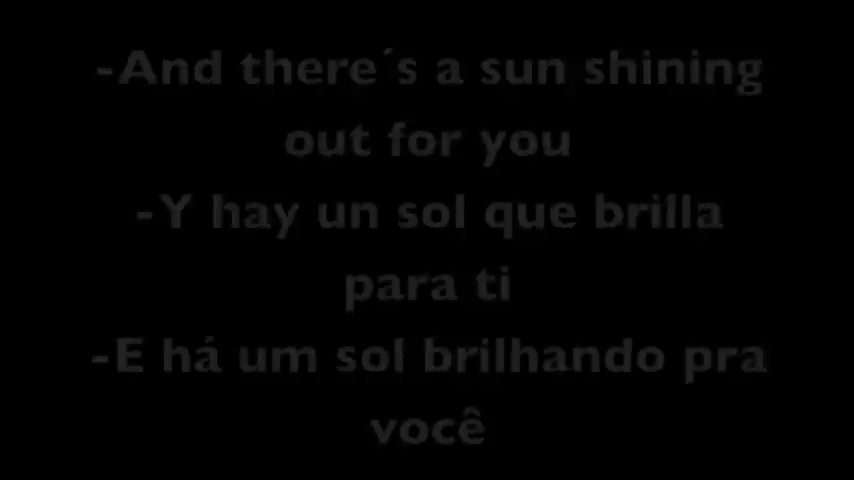 -And there´s a sun shining
out for you
-Y hay un sol que brilla
para ti
-E há um sol brilhando pra
você